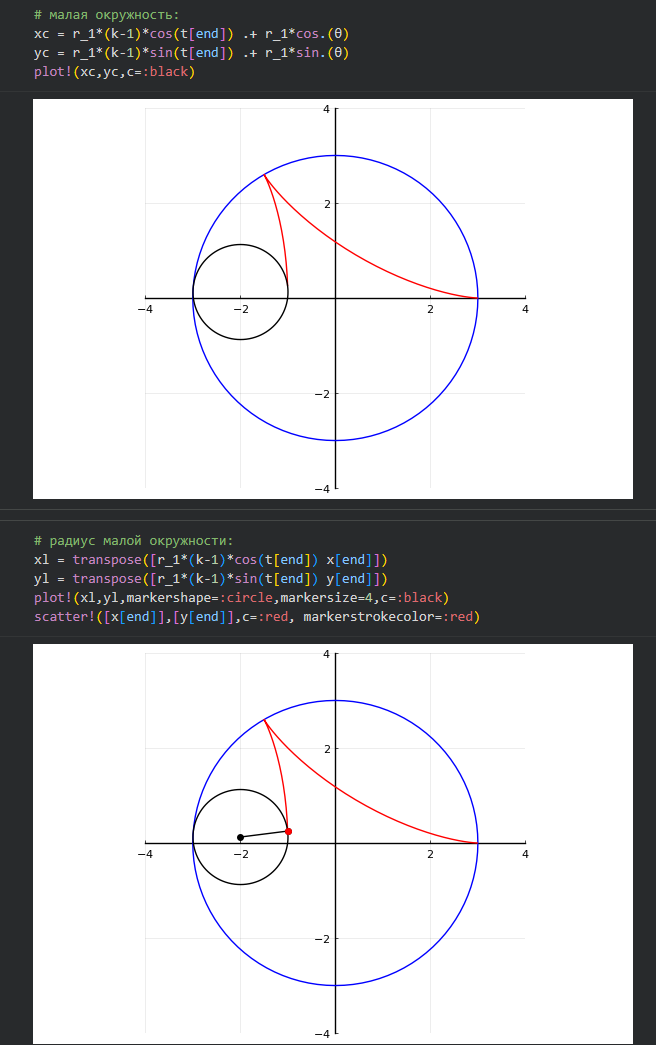 # малая окружность:
xc = r_1*(k-1)*cos(t[end]) .+ r_1*cos.(θ)
yc = r_1*(k-1)*sin(t[end]) .+ r_1*sin.(θ)
plot!(xc,yc,c=:black)
4
2
−4 −2 2 4
−2
−4
# радиус малой окружности:
xl = transpose([r_1*(k-1)*cos(t[end]) x[end]])
yl = transpose([r_1*(k-1)*sin(t[end]) y[end]])
plot!(xl,yl,markershape=:circle,markersize=4,c=:black)
scatter!([x[end]],[y[end]],c=:red, markerstrokecolor=:red)
4
2
−4 −2 2 4
−2
−4